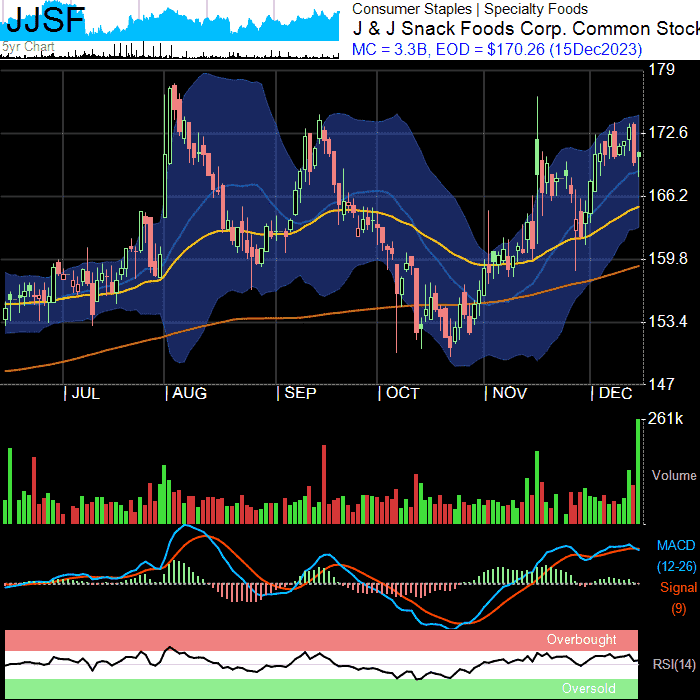 JJSF
5yr Chart
Consumer Staples | Specialty Foods
J & J Snack Foods Corp. Common Stock
MC = 3.3B, EOD = $170.26 (15Dec2023)
179
172.6
166.2
159.8
153.4
147
| JUL | AUG | SEP | OCT | NOV | DEC
261k
Volume
MACD
(12-26)
Signal
(9)
Overbought
RSI(14)
Oversold